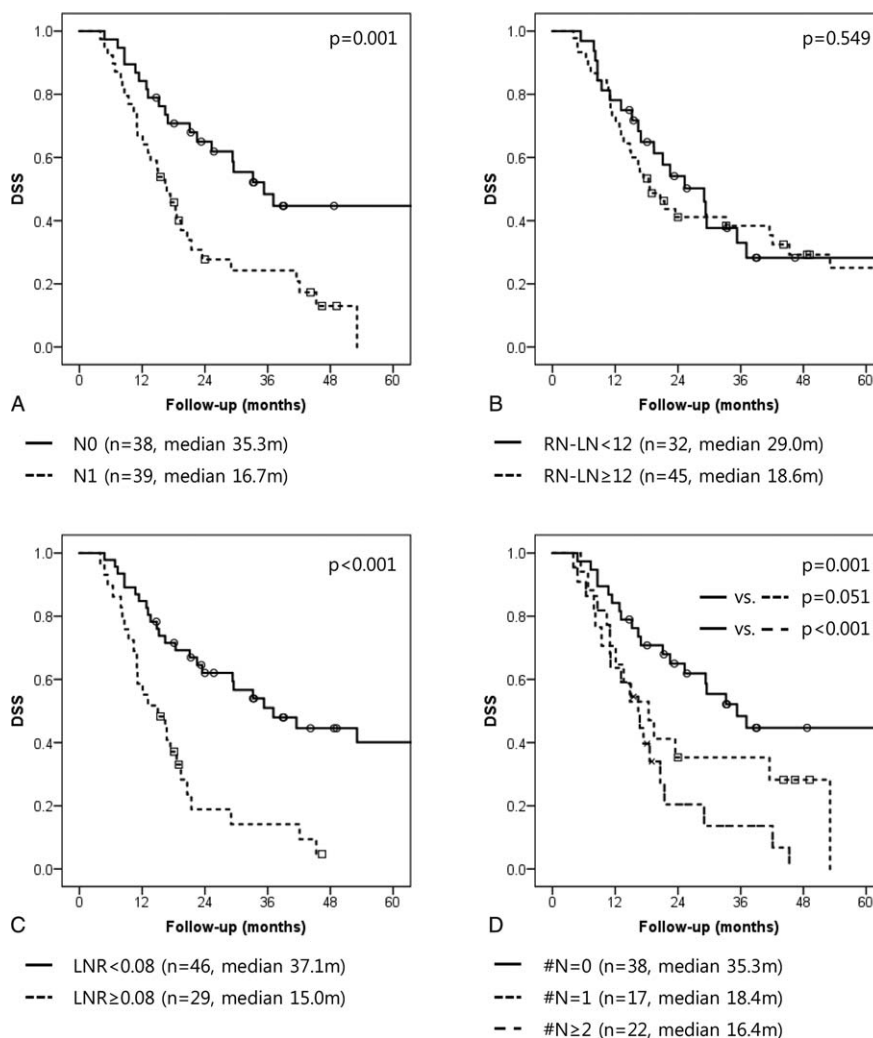 1.0
0.8
0.6
0.4
0.2
0.0
DSS
p=0.001
0 12 24 36 48 60
A
Follow-up (months)
N0 (n=38, median 35.3m)
N1 (n=39, median 16.7m)
1.0
0.8
0.6
0.4
0.2
0.0
DSS
p=0.549
0 12 24 36 48 60
B
Follow-up (months)
RN-LN<12 (n=32, median 29.0m)
RN-LN≥12 (n=45, median 18.6m)
1.0
0.8
0.6
0.4
0.2
0.0
DSS
p<0.001
0 12 24 36 48 60
C
Follow-up (months)
LNR<0.08 (n=46, median 37.1m)
LNR≥0.08 (n=29, median 15.0m)
1.0
0.8
0.6
0.4
0.2
0.0
DSS
p=0.001
vs. p=0.051
vs. p<0.001
0 12 24 36 48 60
D
Follow-up (months)
#N=0 (n=38, median 35.3m)
#N=1 (n=17, median 18.4m)
#N≥2 (n=22, median 16.4m)